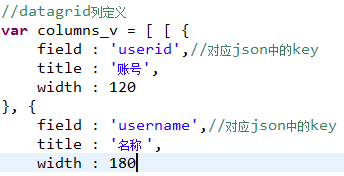 //datagrid列定义
var columns_v = [ [ {
field : 'userid',//对应json中的key
title : '账号',
width : 120
}, {
field : 'username',//对应json中的key
title : '名称 ',
width : 180